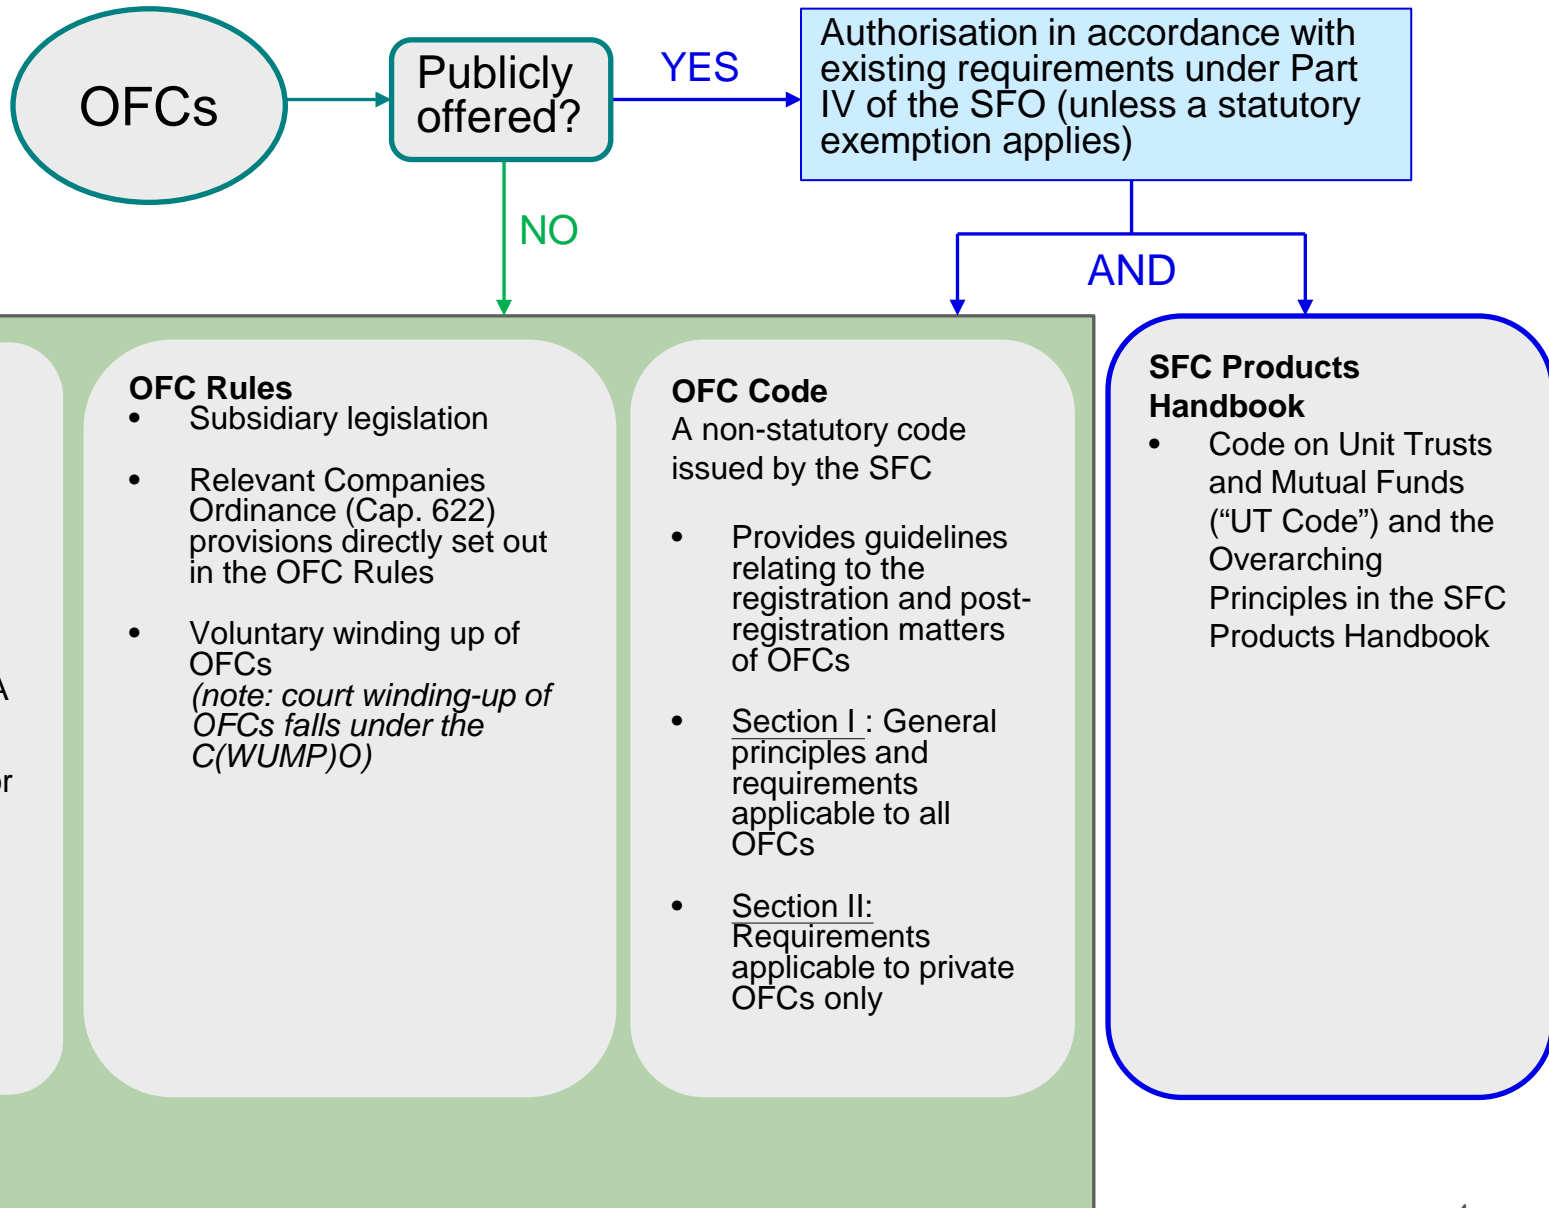 OFCs
Publicly
offered?
YES
Authorisation in accordance with
existing requirements under Part
IV of the SFO (unless a statutory
exemption applies)
NO
AND
A
or
OFC Rules
• Subsidiary legislation
• Relevant Companies
Ordinance (Cap. 622)
provisions directly set out
in the OFC Rules
• Voluntary winding up of
OFCs
(note: court winding-up of
OFCs falls under the
C(WUMP)O)
OFC Code
A non-statutory code
issued by the SFC
• Provides guidelines
relating to the
registration and post-
registration matters
of OFCs
• Section I : General
principles and
requirements
applicable to all
OFCs
• Section II:
Requirements
applicable to private
OFCs only
SFC Products
Handbook
• Code on Unit Trusts
and Mutual Funds
(“UT Code”) and the
Overarching
Principles in the SFC
Products Handbook